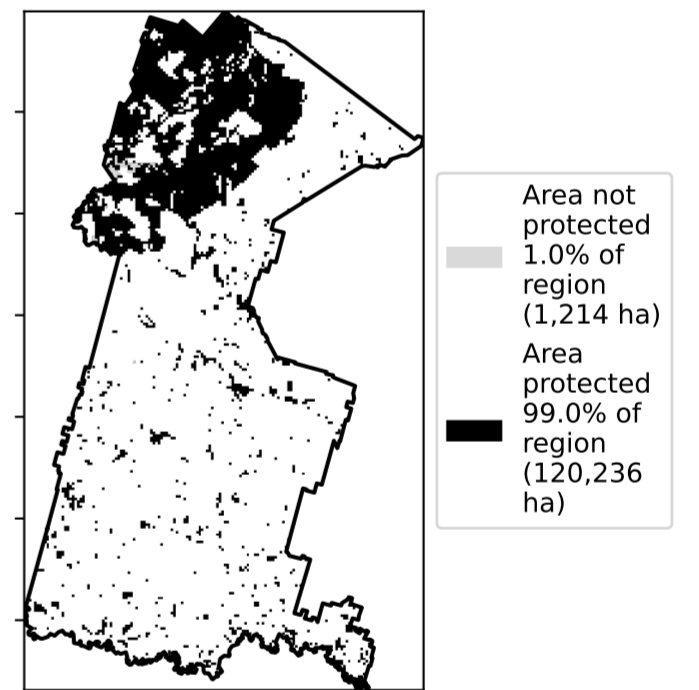 Area not
protected
1.0% of
region
(1,214 ha)
Area
protected
99.0% of
region
(120,236
ha)